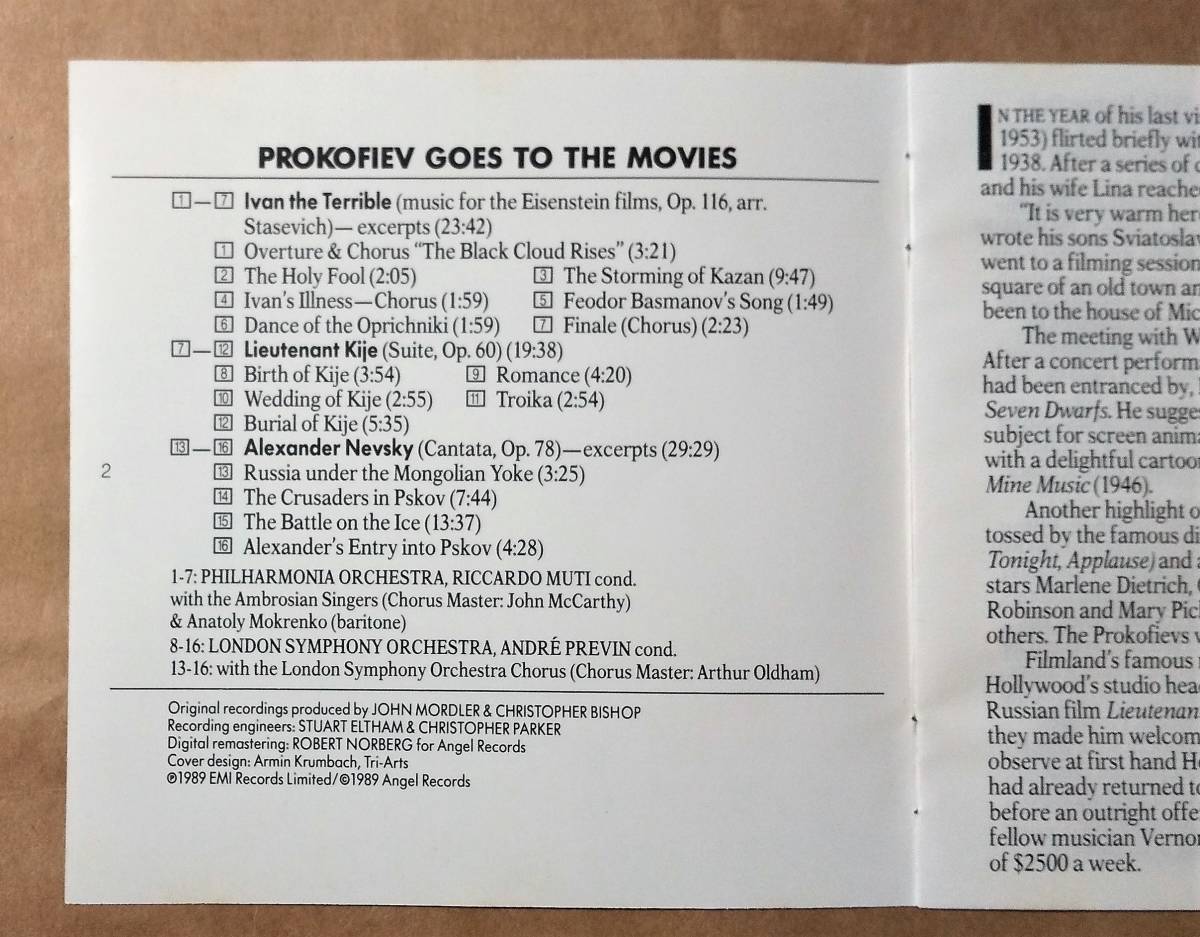 PROKOFIEV GOES TO THE MOVIES
1—7 Ivan the Terrible (music for the Eisenstein films, Op. 116, arr.
Stasevich)— excerpts (23:42)
1 Overture & Chorus "The Black Cloud Rises" (3:21)
2 The Holy Fool (2:05) 3 The Storming of Kazan (9:47)
4 Ivan's Illness—Chorus (1:59) 5 Feodor Basmanov's Song (1:49)
6 Dance of the Oprichniki (1:59) 7 Finale (Chorus) (2:23)
7—12 Lieutenant Kije (Suite, Op. 60) (19:38)
8 Birth of Kije (3:54) 9 Romance (4:20)
10 Wedding of Kije (2:55) 11 Troika (2:54)
12 Burial of Kije (5:35)
13—16 Alexander Nevsky (Cantata, Op. 78)—excerpts (29:29)
2
13 Russia under the Mongolian Yoke (3:25)
14 The Crusaders in Pskov (7:44)
15 The Battle on the Ice (13:37)
16 Alexander's Entry into Pskov (4:28)
1-7: PHILHARMONIA ORCHESTRA, RICCARDO MUTI cond.
with the Ambrosian Singers (Chorus Master: John McCarthy)
& Anatoly Mokrenko (baritone)
8-16: LONDON SYMPHONY ORCHESTRA, ANDRÉ PREVIN cond.
13-16: with the London Symphony Orchestra Chorus (Chorus Master: Arthur Oldham)
Original recordings produced by JOHN MORDLER & CHRISTOPHER BISHOP
Recording engineers: STUART ELTHAM & CHRISTOPHER PARKER
Digital remastering: ROBERT NORBERG for Angel Records
Cover design: Armin Krumbach, Tri-Arts
℗1989 EMI Records Limited/©1989 Angel Records
IN THE YEAR of his last
1953) flirted briefly
1938. After a series of
and his wife Lina
"It is very warm
wrote his sons
went to a filming session
square of an old town
been to the house of
The meeting with
After a concert
had been entranced by,
Seven Dwarfs. He
subject for screen
with a delightful
Mine Music (1946).
Another highlight
tossed by the famous
Tonight, Applause) and
stars Marlene Dietrich,
Robinson and Mary
others. The Prokofievs
Filmland's famous
Hollywood's studio
Russian film
they made him
observe at first hand
had already returned
before an outright
fellow musician
of $2500 a week.